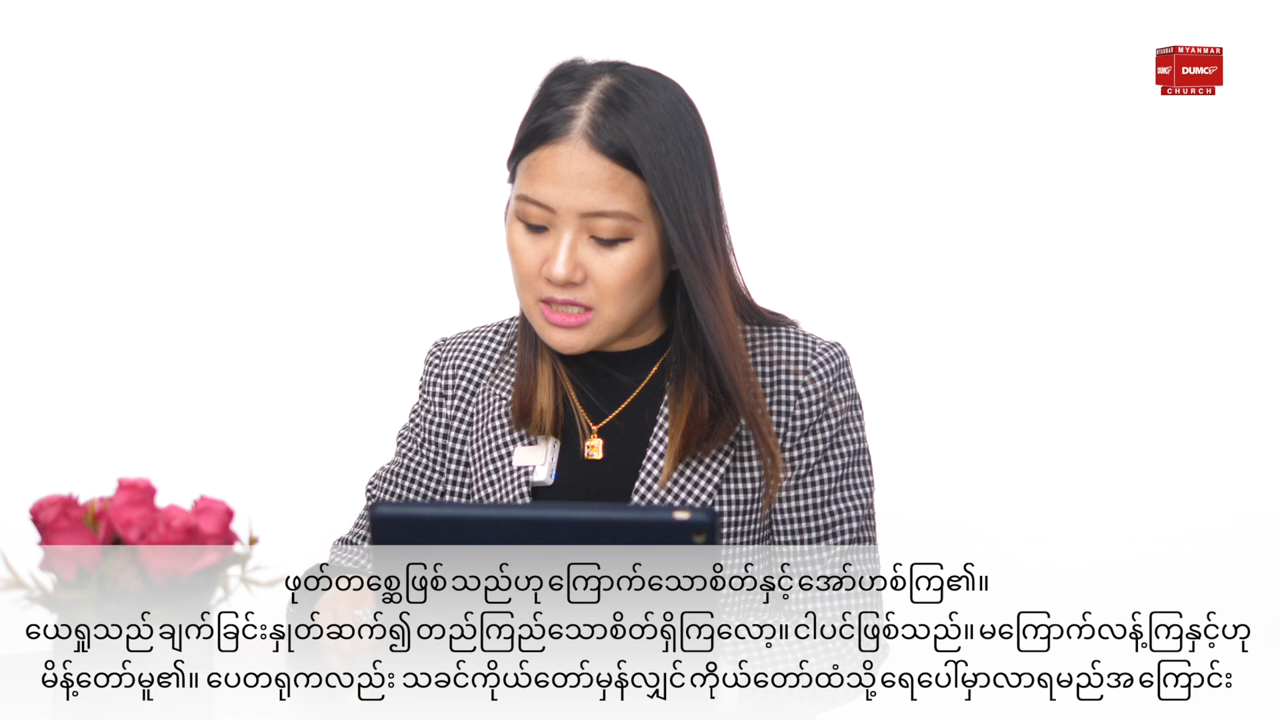 MYANMAR MYANMAR
DUMC DUMC
CHURCH
ဖုတ်တစ္ဆေဖြစ်သည်ဟု ကြောက်သောစိတ်နှင့် အော်ဟစ်ကြ၏။
ယေရှုသည် ချက်ခြင်းနှုတ်ဆက်၍ တည်ကြည်သောစိတ်ရှိကြလော့။ ငါပင်ဖြစ်သည်။ မကြောက်လန့်ကြနှင့်ဟု
မိန့်တော်မူ၏။ ပေတရုကလည်း သခင်ကိုယ်တော်မှန်လျှင် ကိုယ်တော်ထံသို့ ရေပေါ်မှာလာရမည်အကြောင်း